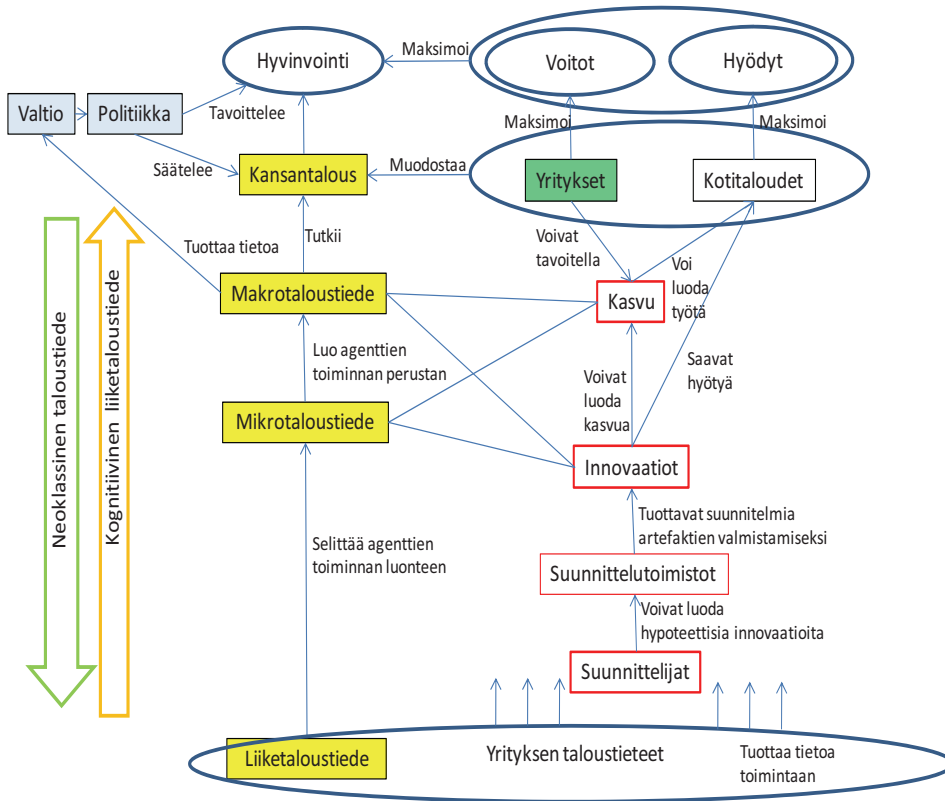 Hyvinvointi
Maksimoi
Voitot
Hyödyt
Valtio
Politiikka
Tavoittelee
Maksimoi
Maksimoi
Säätelee
Kansantalous
Muodostaa
Yritykset
Kotitaloudet
Tuottaa tietoa
Tutkii
Voivat
tavoitella
Voi
luoda
työtä
Makrotaloustiede
Kasvu
Luo agenttien
toiminnan perustan
Voivat
luoda
kasvua
Saavat
hyötyä
Mikrotaloustiede
Innovaatiot
Neoklassinen taloustiede
Kognitiivinen liiketaloustiede
Selittää agenttien
toiminnan luonteen
Tuottavat suunnitelmia
artefaktien valmistamiseksi
Suunnittelutoimistot
Voivat luoda
hypoteettisia innovaatioita
Suunnittelijat
Liiketaloustiede
Yrityksen taloustieteet
Tuottaa tietoa
toimintaan